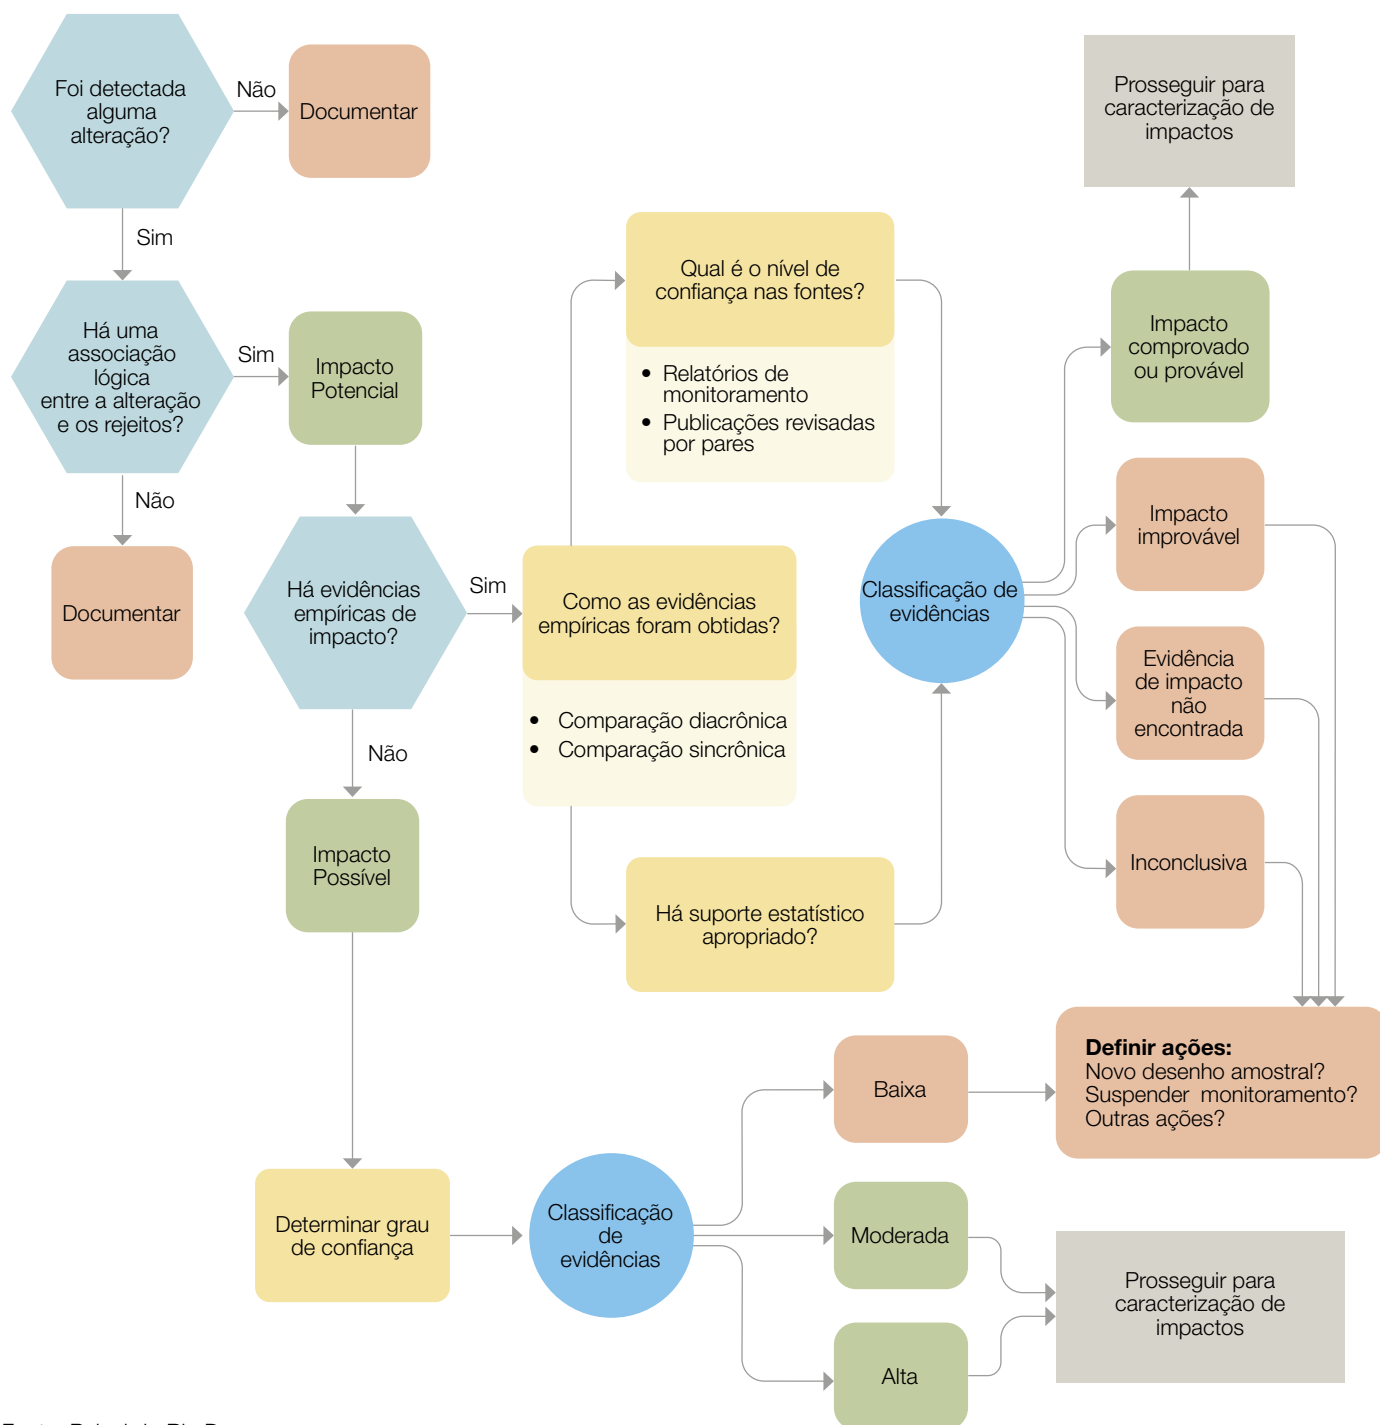 Foi detectada
alguma
alteração?
Não
Documentar
Sim
Há uma
associação
lógica
entre a alteração
e os rejeitos?
Sim
Impacto
Potencial
Não
Documentar
Há evidências
empíricas de
impacto?
Sim
Não
Impacto
Possível
Como as evidências
empíricas foram obtidas?
• Comparação diacrônica
• Comparação sincrônica
Qual é o nível de
confiança nas fontes?
• Relatórios de
monitoramento
• Publicações revisadas
por pares
Há suporte estatístico
apropriado?
Classificação de
evidências
Impacto
comprovado
ou provável
Prosseguir para
caracterização de
impactos
Impacto
improvável
Evidência
de impacto
não
encontrada
Inconclusiva
Definir ações:
Novo desenho amostral?
Suspender monitoramento?
Outras ações?
Determinar grau
de confiança
Classificação
de
evidências
Baixa
Moderada
Alta
Prosseguir para
caracterização de
impactos